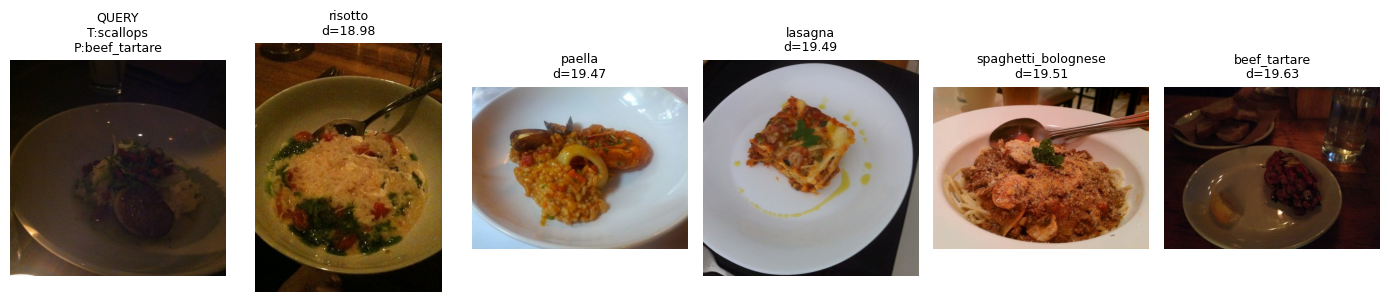 QUERY
T:scallops
P:beef_tartare
risotto
d=18.98
paella
d=19.47
lasagna
d=19.49
spaghetti_bolognese
d=19.51
beef_tartare
d=19.63